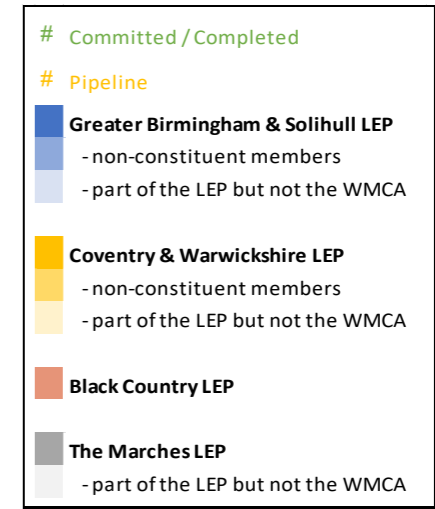 # Committed / Completed
# Pipeline
Greater Birmingham & Solihull LEP
- non-constituent members
- part of the LEP but not the WMCA
Coventry & Warwickshire LEP
- non-constituent members
- part of the LEP but not the WMCA
Black Country LEP
The Marches LEP
- part of the LEP but not the WMCA